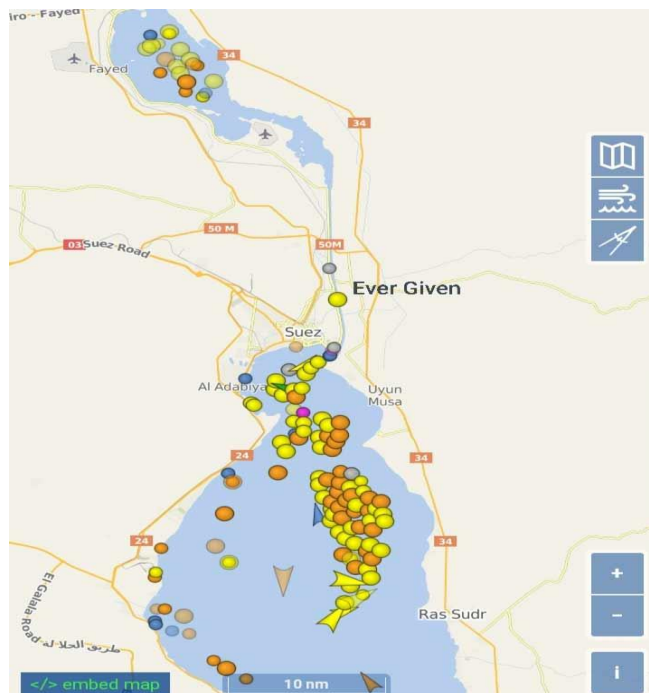 iro - Fayed
34
Fayed
34
50 M
03
Suez Road
50M
Ever Given
Suez
Al Adabiya
Uyun
Musa
24
34
24
34
El Galala Road طريق الجلالة
Ras Sudr
+
−
i
</> embed map
10 nm